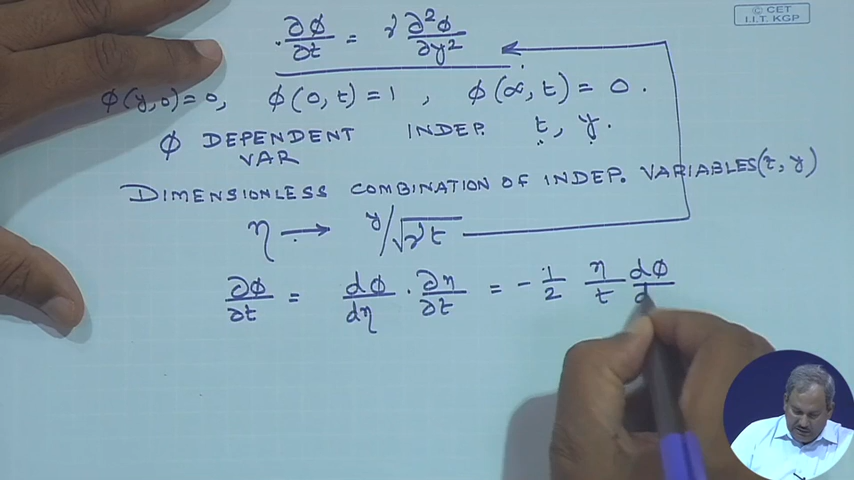 © CET
I.I.T. KGP
∂φ/∂t = ν ∂²φ/∂y²
φ(y,0)=0, φ(0,t)=1, φ(∞,t)=0.
φ DEPENDENT VAR INDEP. t, y.
DIMENSIONLESS COMBINATION OF INDEP. VARIABLES(t, y)
η → y/√νt
∂φ/∂t = dφ/dη · ∂η/∂t = - 1/2 η/t dφ/d